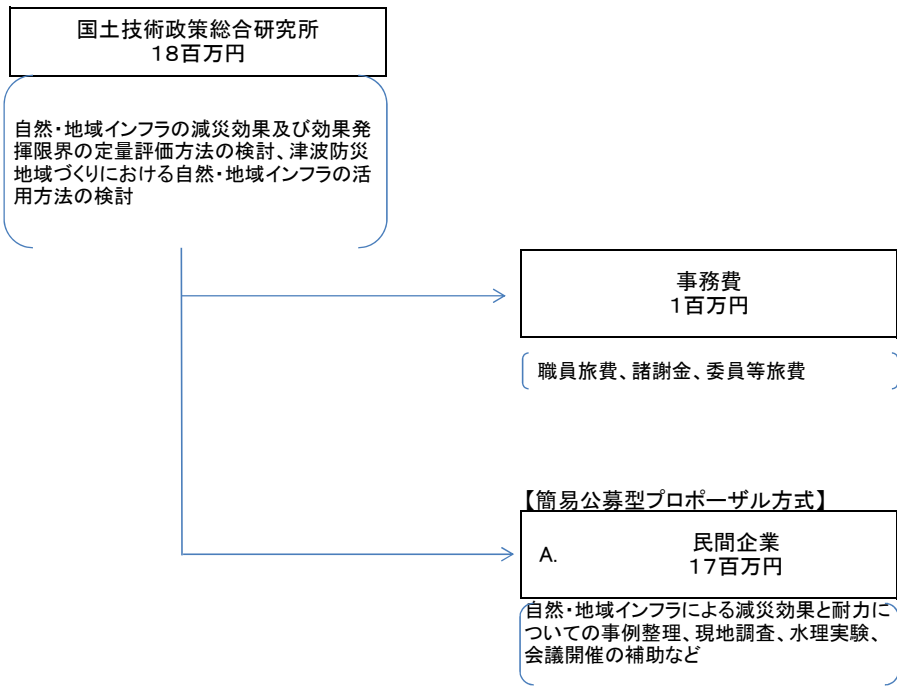 国土技術政策総合研究所
18百万円
自然・地域インフラの減災効果及び効果発
揮限界の定量評価方法の検討、津波防災
地域づくりにおける自然・地域インフラの活
用方法の検討
事務費
1百万円
職員旅費、諸謝金、委員等旅費
【簡易公募型プロポーザル方式】
A. 民間企業
17百万円
自然・地域インフラによる減災効果と耐力に
ついての事例整理、現地調査、水理実験、
会議開催の補助など